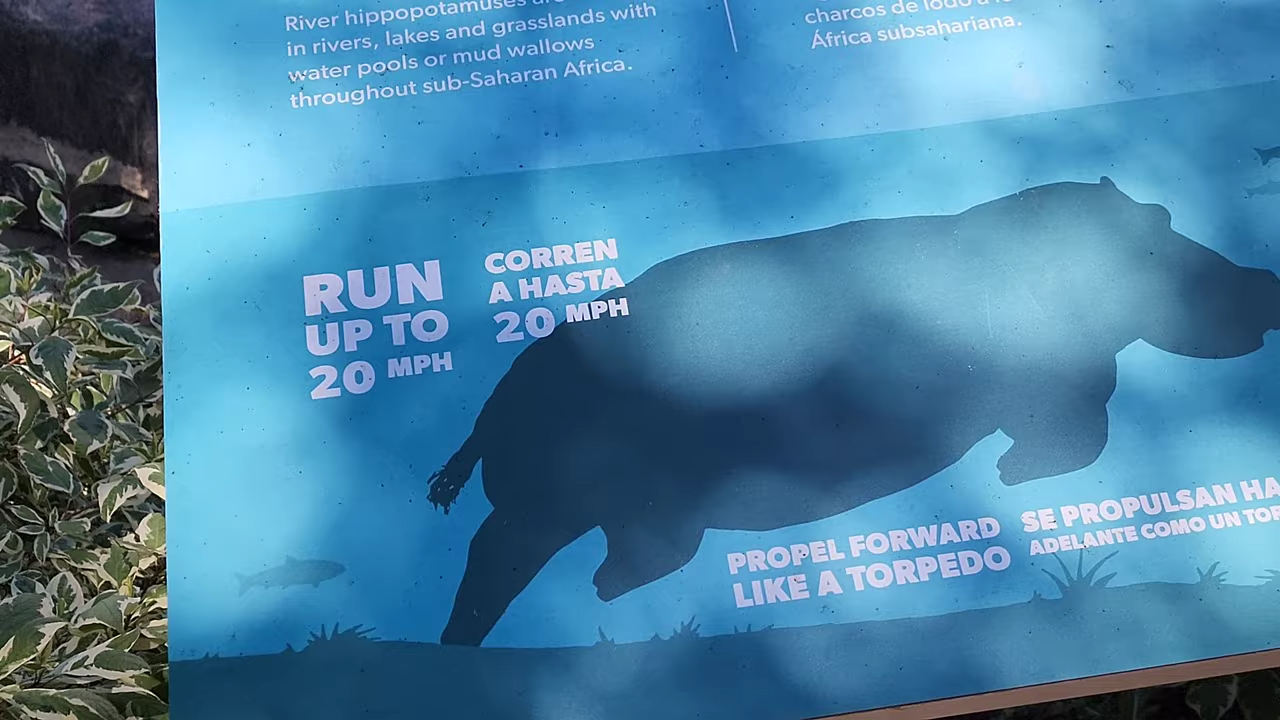 River hippopotamuses are
in rivers, lakes and grasslands with
water pools or mud wallows
throughout sub-Saharan Africa.
charcos de lodo a
África subsahariana.
RUN
UP TO
20 MPH
CORREN
A HASTA
20 MPH
PROPEL FORWARD
LIKE A TORPEDO
SE PROPULSAN
ADELANTE COMO UN